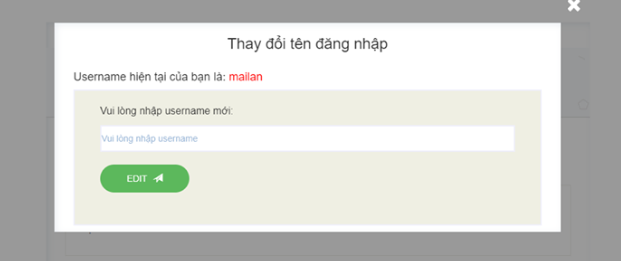 Thay đổi tên đăng nhập
Username hiện tại của bạn là: mailan
Vui lòng nhập username mới:
Vui lòng nhập username
EDIT